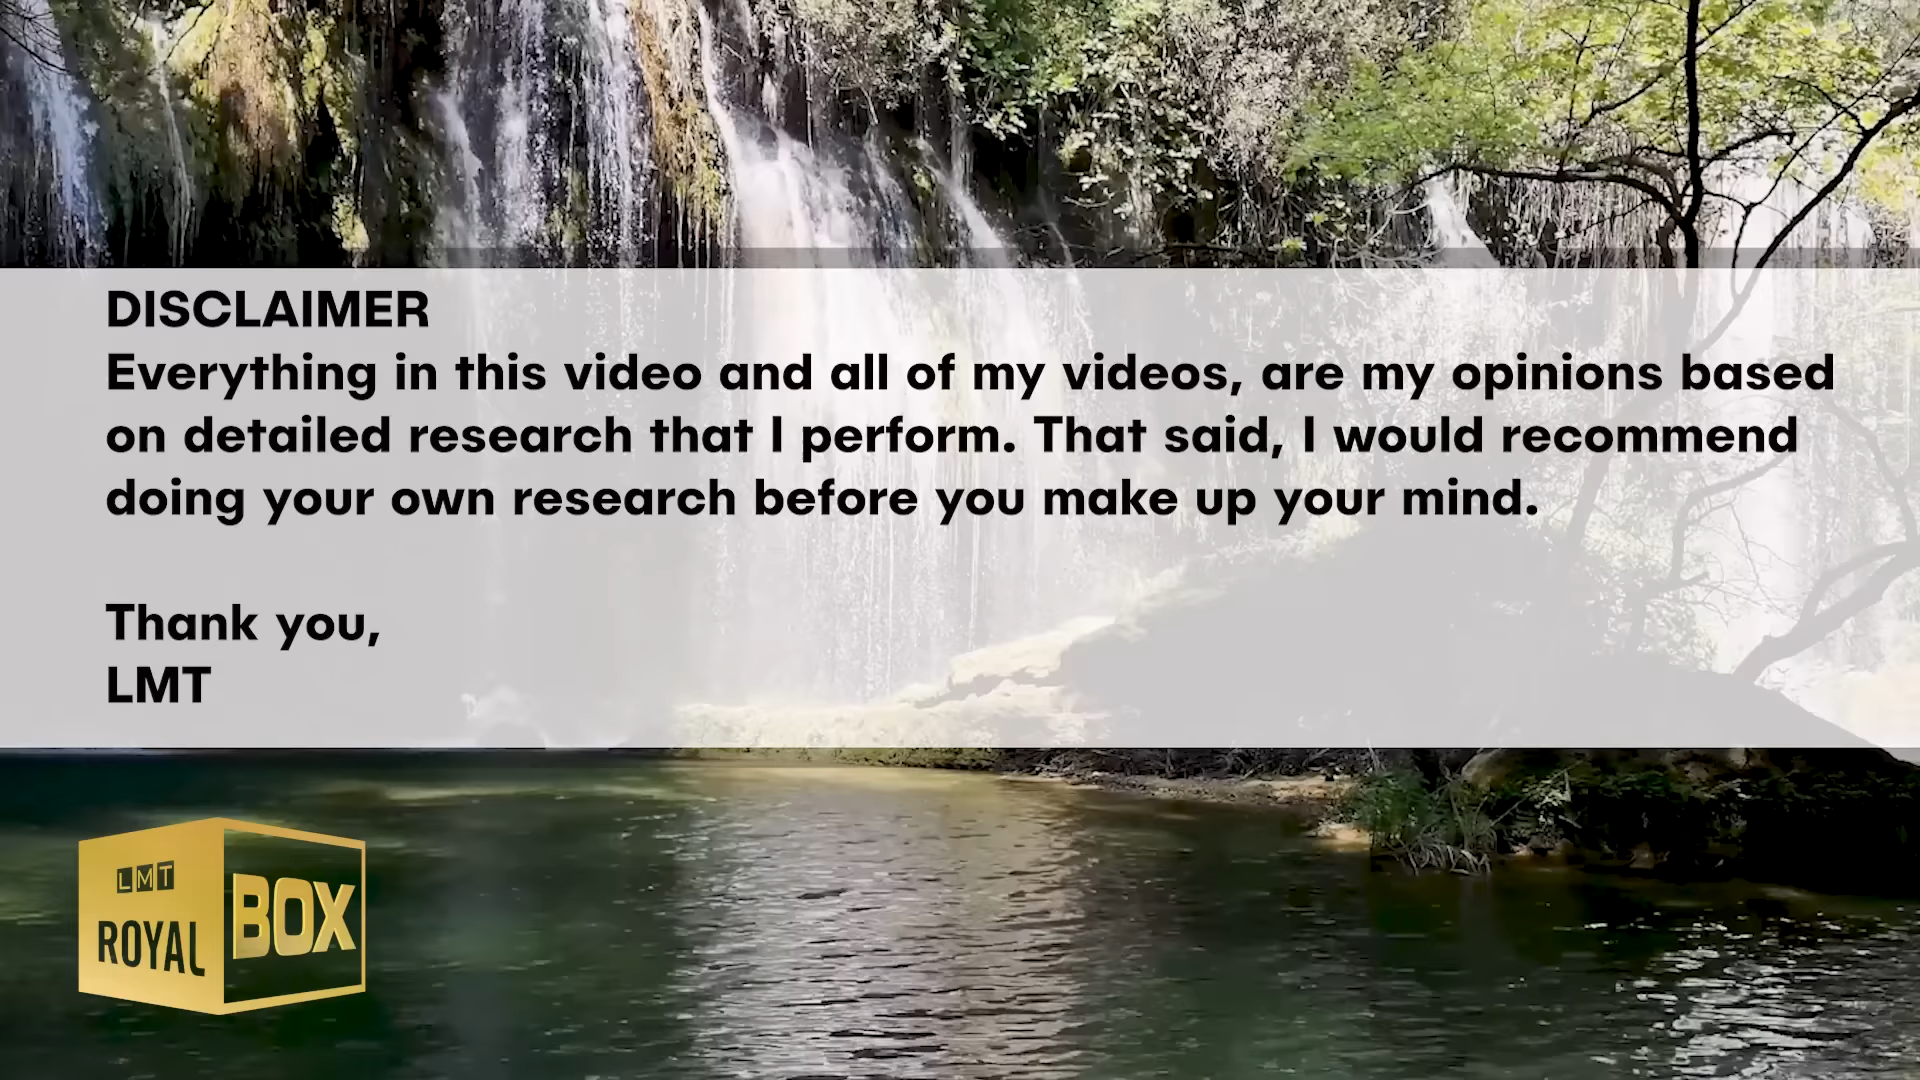 DISCLAIMER
Everything in this video and all of my videos, are my opinions based
on detailed research that I perform. That said, I would recommend
doing your own research before you make up your mind.
Thank you,
LMT
LMT
ROYAL BOX